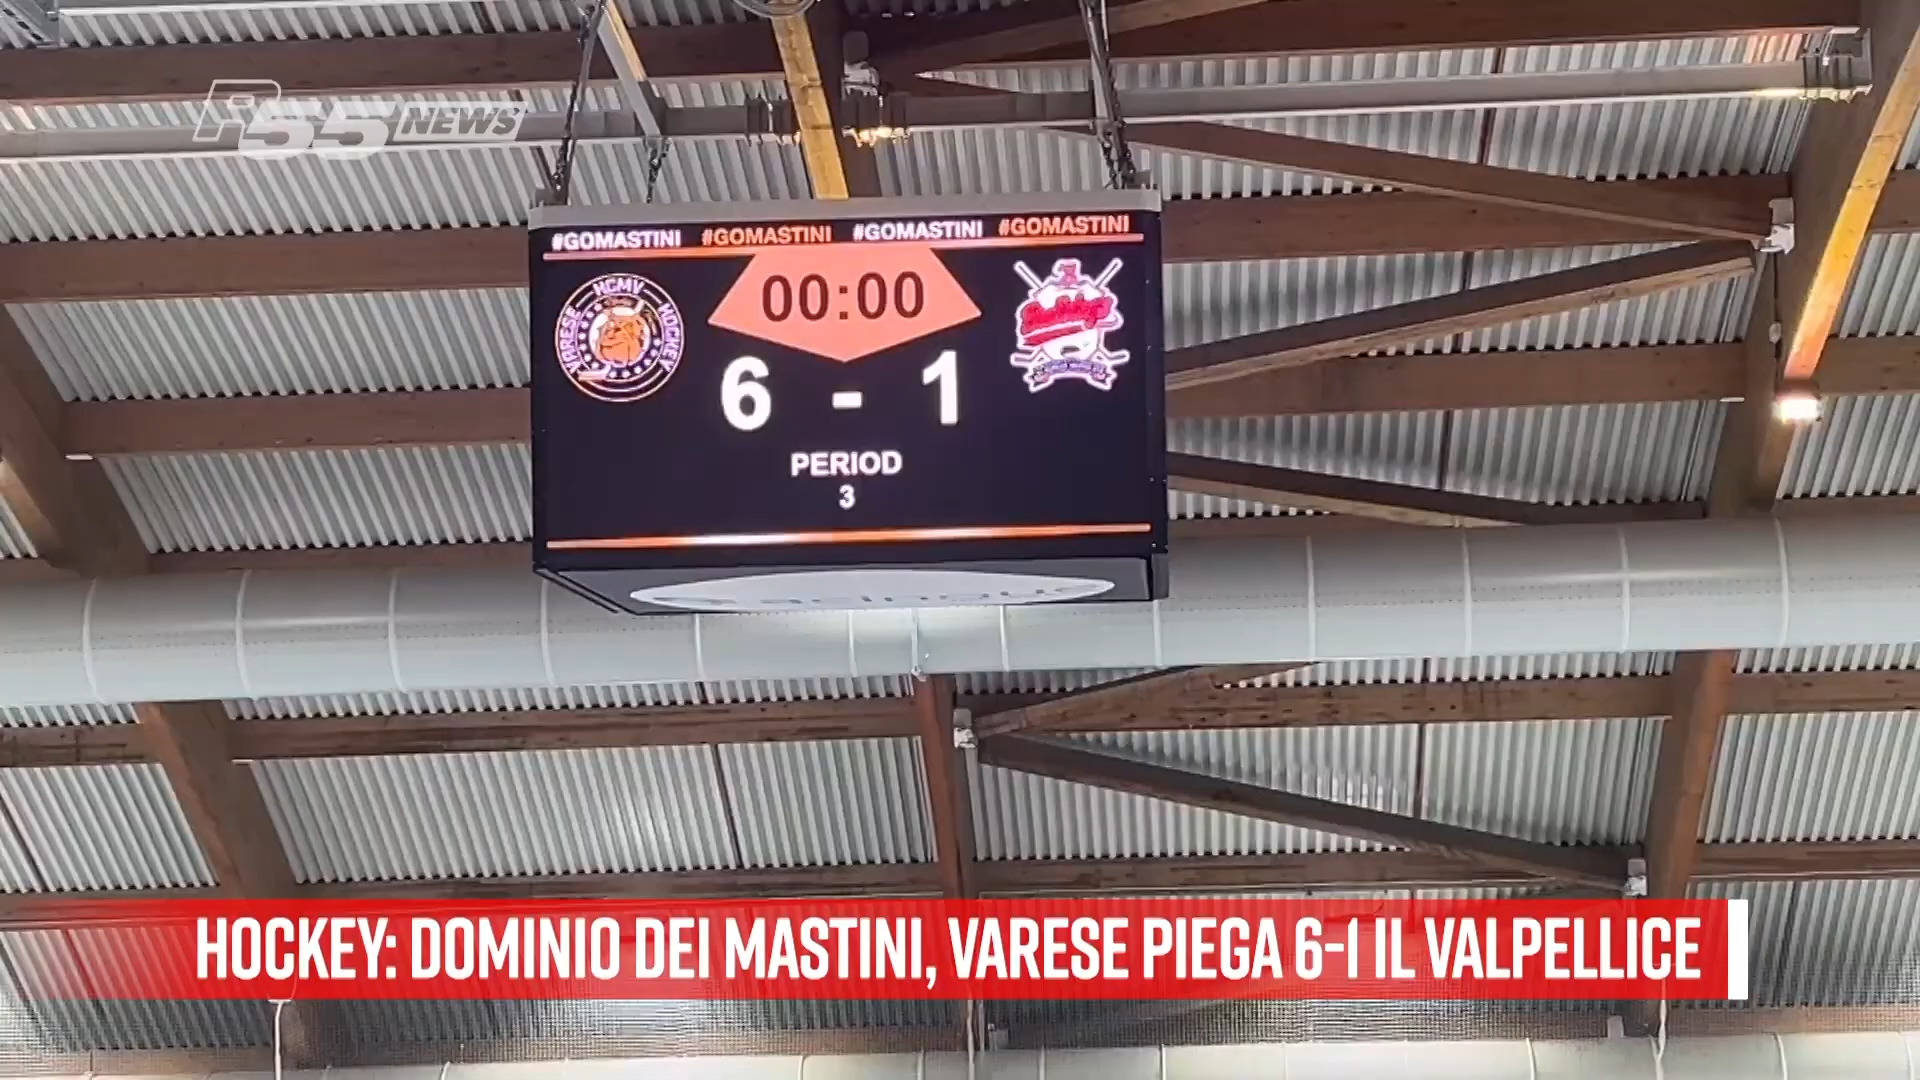 R55 NEWS
#GOMASTINI #GOMASTINI #GOMASTINI #GOMASTINI
HCMV
VARESE HOCKEY
00:00
Bulldogs
6 - 1
PERIOD
3
HOCKEY: DOMINIO DEI MASTINI, VARESE PIEGA 6-1 IL VALPELLICE